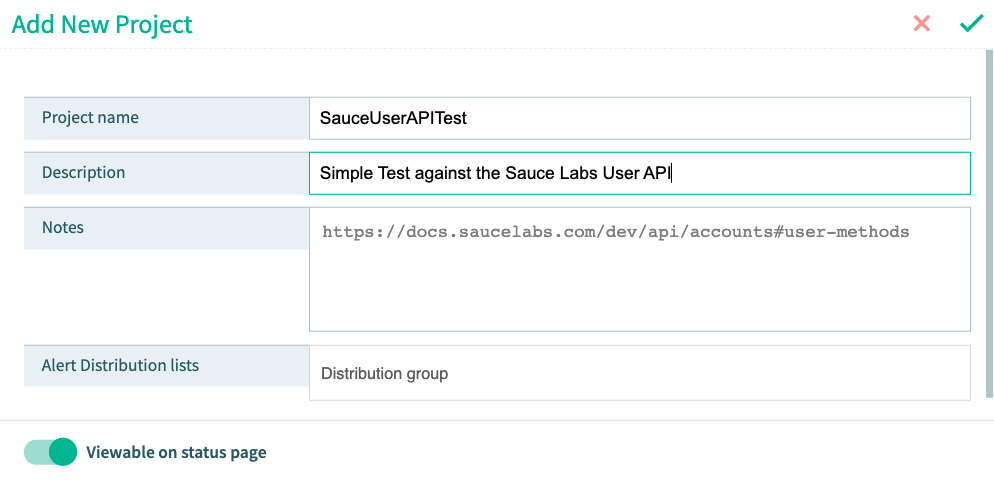 Add New Project
Project name
SauceUserAPITest
Description
Simple Test against the Sauce Labs User API
Notes
https://docs.saucelabs.com/dev/api/accounts#user-methods
Alert Distribution lists
Distribution group
Viewable on status page